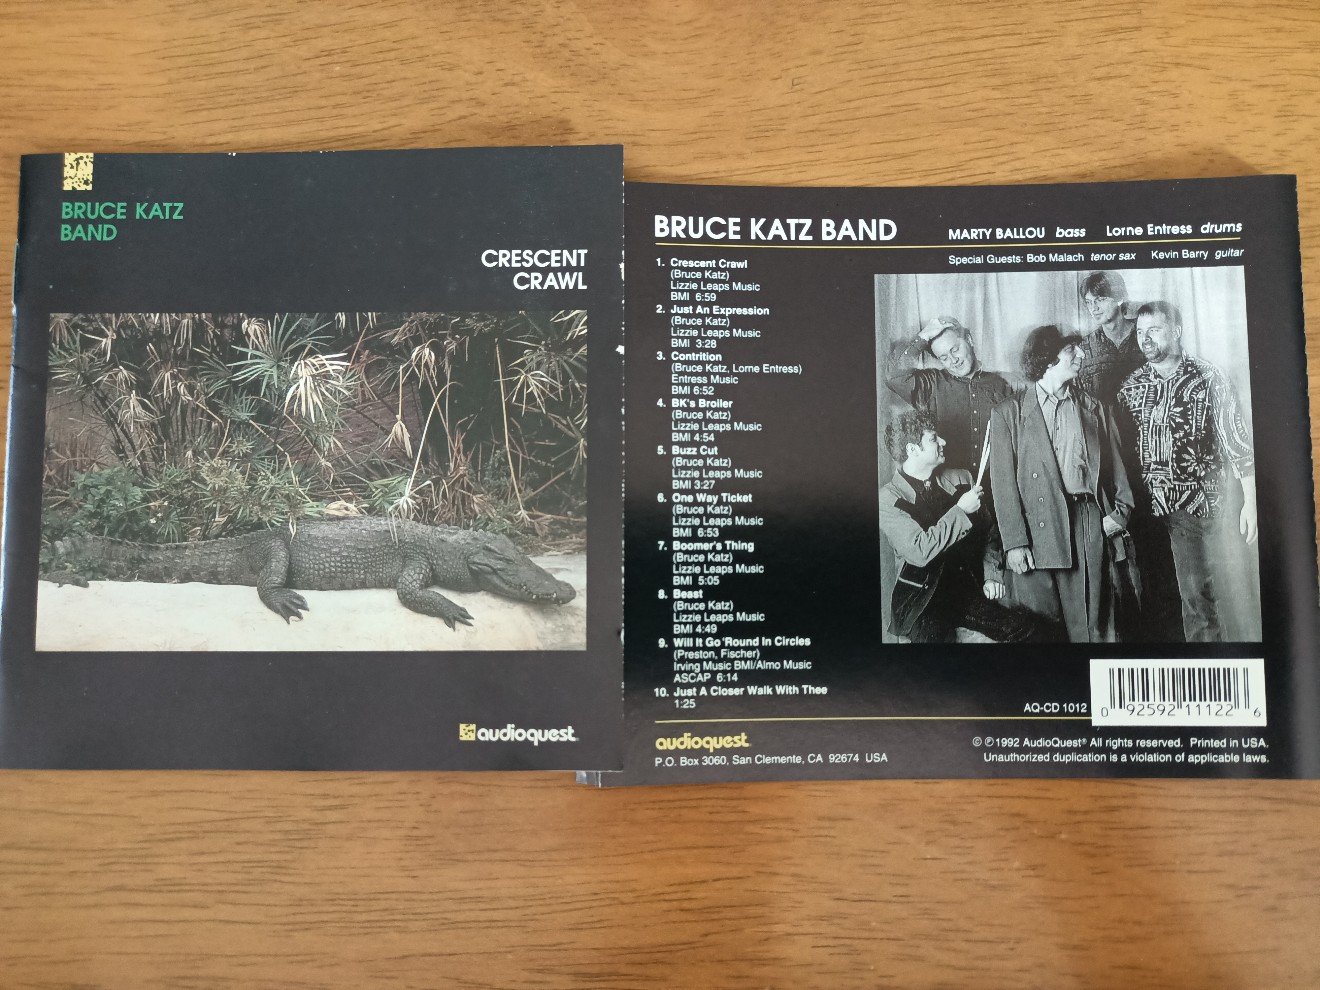 BRUCE KATZ
BAND
CRESCENT
CRAWL
audioquest
BRUCE KATZ BAND
MARTY BALLOU bass Lorne Entress drums
Special Guests: Bob Malach tenor sax Kevin Barry guitar
1. Crescent Crawl
(Bruce Katz)
Lizzie Leaps Music
BMI 6:59
2. Just An Expression
(Bruce Katz)
Lizzie Leaps Music
BMI 3:28
3. Contrition
(Bruce Katz, Lorne Entress)
Entress Music
BMI 6:52
4. BK's Broiler
(Bruce Katz)
Lizzie Leaps Music
BMI 4:54
5. Buzz Cut
(Bruce Katz)
Lizzie Leaps Music
BMI 3:27
6. One Way Ticket
(Bruce Katz)
Lizzie Leaps Music
BMI 6:53
7. Boomer's Thing
(Bruce Katz)
Lizzie Leaps Music
BMI 5:05
8. Beast
(Bruce Katz)
Lizzie Leaps Music
BMI 4:49
9. Will It Go 'Round In Circles
(Preston, Fischer)
Irving Music BMI/Almo Music
ASCAP 6:14
10. Just A Closer Walk With Thee
1:25
AQ-CD 1012
0 92592 11122 6
audioquest
P.O. Box 3060, San Clemente, CA 92674 USA
© ℗ 1992 AudioQuest® All rights reserved. Printed in USA.
Unauthorized duplication is a violation of applicable laws.